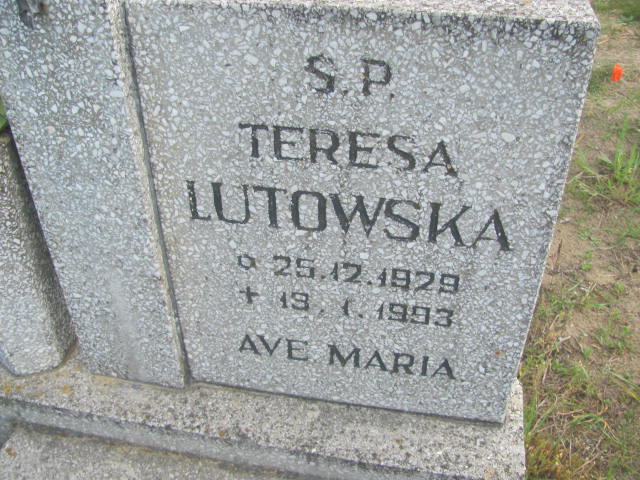 S.P.
TERESA
LUTOWSKA
o 25.12.1929
+ 19.1.1993
AVE MARIA